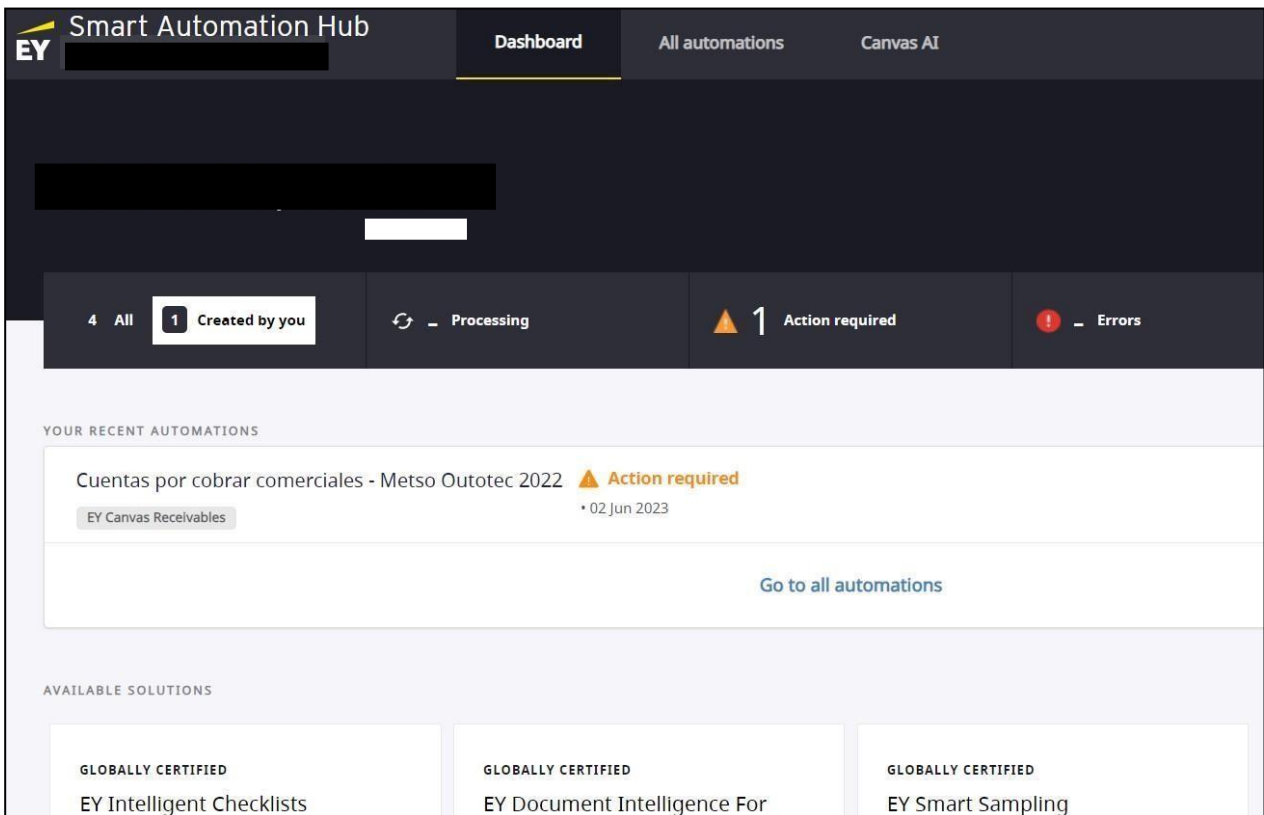 EY Smart Automation Hub
Dashboard All automations Canvas AI
4 All 1 Created by you – Processing 1 Action required – Errors
YOUR RECENT AUTOMATIONS
Cuentas por cobrar comerciales - Metso Outotec 2022 Action required
EY Canvas Receivables • 02 Jun 2023
Go to all automations
AVAILABLE SOLUTIONS
GLOBALLY CERTIFIED GLOBALLY CERTIFIED GLOBALLY CERTIFIED
EY Intelligent Checklists EY Document Intelligence For EY Smart Sampling